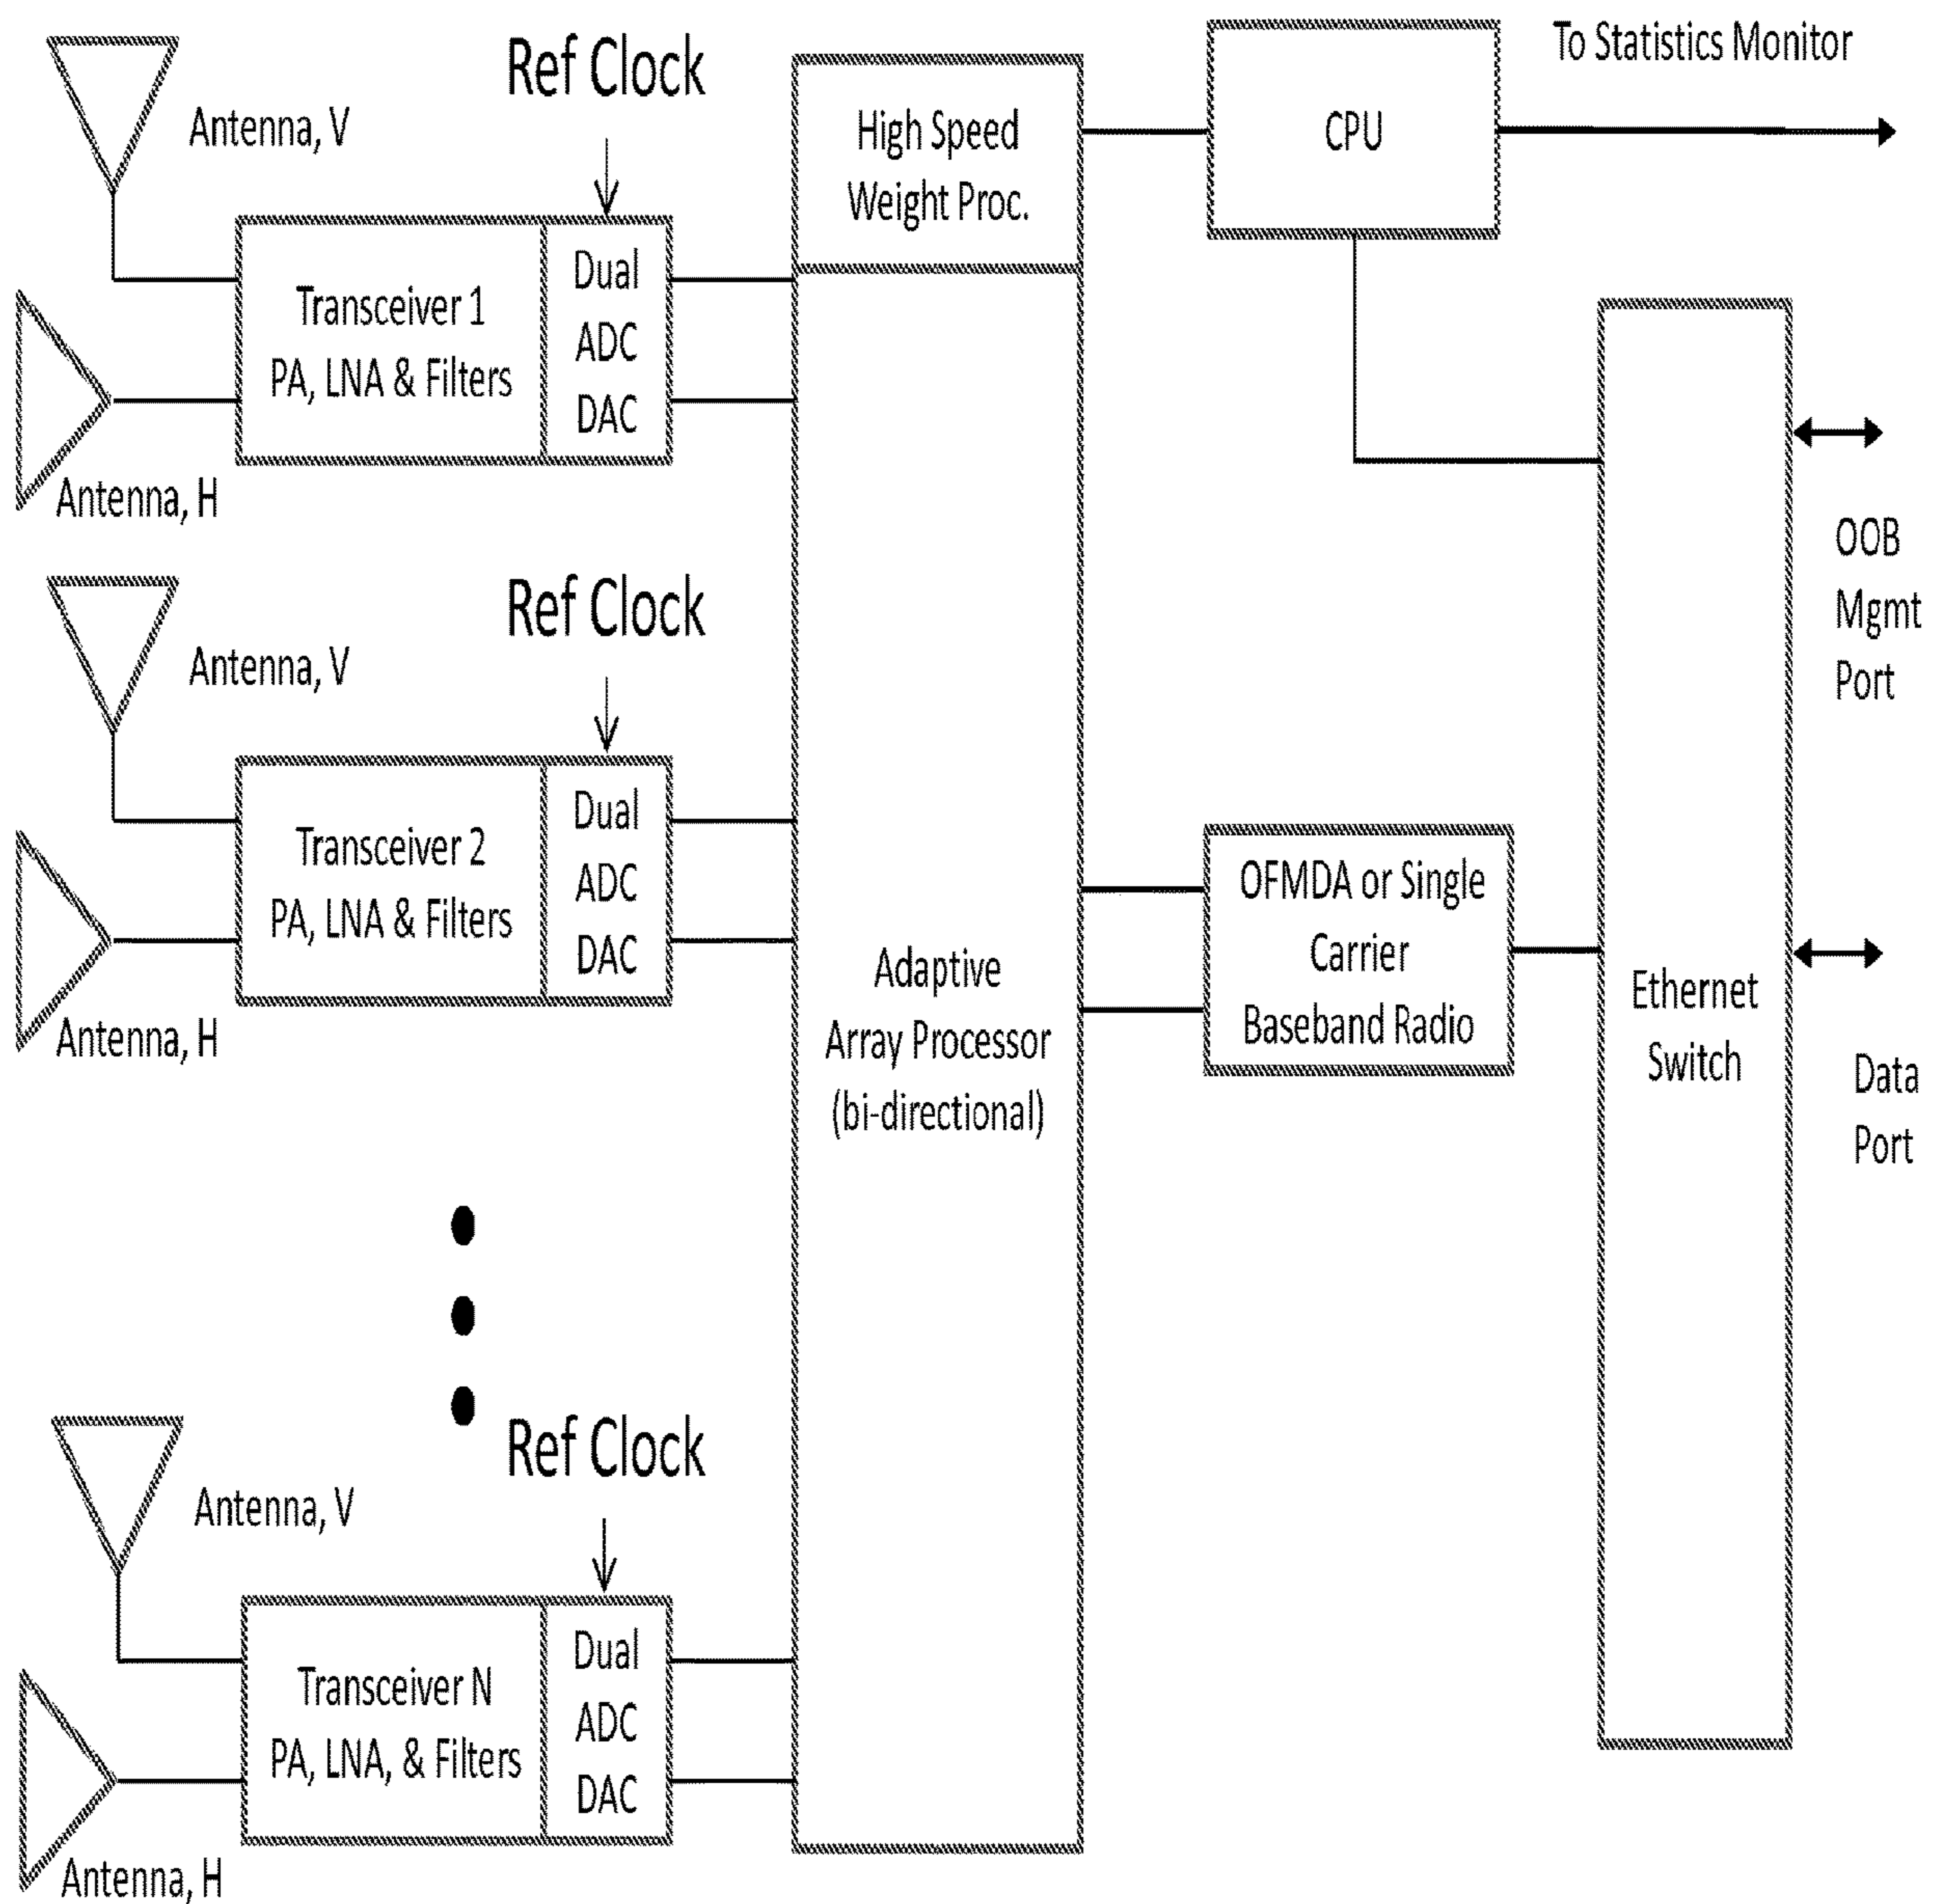 Ref Clock
Antenna, V
Transceiver 1
PA, LNA & Filters
Dual
ADC
DAC
Antenna, H
Ref Clock
Antenna, V
Transceiver 2
PA, LNA & Filters
Dual
ADC
DAC
Antenna, H
Ref Clock
Antenna, V
Transceiver N
PA, LNA, & Filters
Dual
ADC
DAC
Antenna, H
High Speed
Weight Proc.
Adaptive
Array Processor
(bi-directional)
CPU
To Statistics Monitor
OFMDA or Single
Carrier
Baseband Radio
Ethernet
Switch
OOB
Mgmt
Port
Data
Port